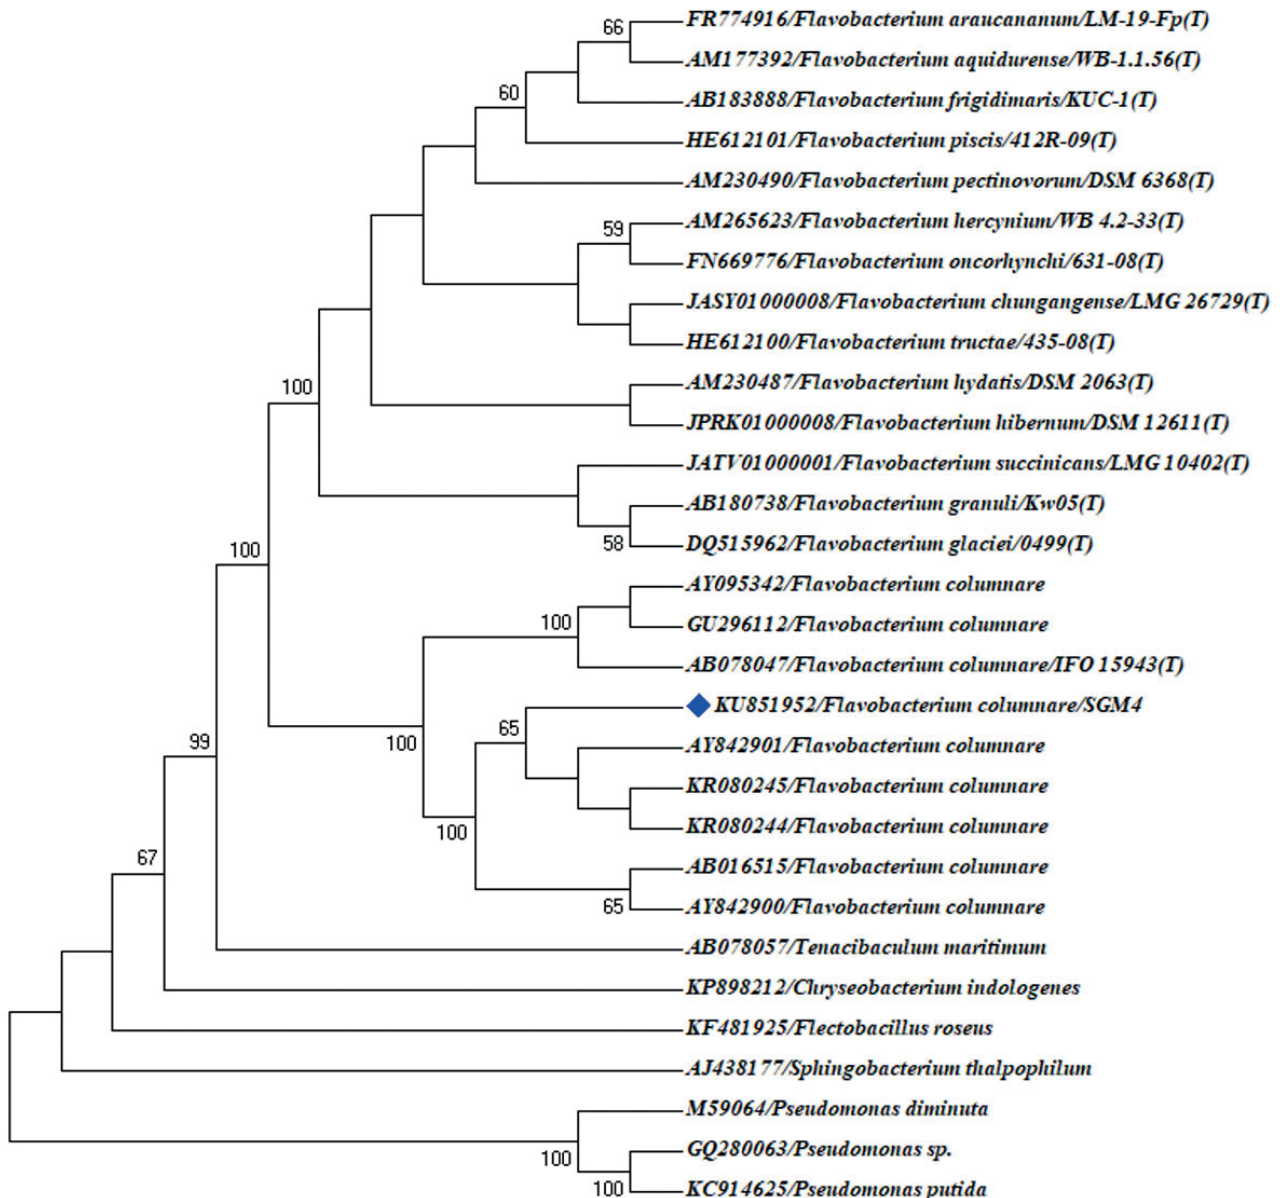 66
FR774916/Flavobacterium araucananum/LM-19-Fp(T)
AM177392/Flavobacterium aquidurense/WB-1.1.56(T)
60
AB183888/Flavobacterium frigidimaris/KUC-1(T)
HE612101/Flavobacterium piscis/412R-09(T)
AM230490/Flavobacterium pectinovorum/DSM 6368(T)
59
AM265623/Flavobacterium hercynium/WB 4.2-33(T)
FN669776/Flavobacterium oncorhynchi/631-08(T)
JASY01000008/Flavobacterium chungangense/LMG 26729(T)
HE612100/Flavobacterium tructae/435-08(T)
100
AM230487/Flavobacterium hydatis/DSM 2063(T)
JPRK01000008/Flavobacterium hibernum/DSM 12611(T)
JATV01000001/Flavobacterium succinicans/LMG 10402(T)
AB180738/Flavobacterium granuli/Kw05(T)
58
DQ515962/Flavobacterium glaciei/0499(T)
100
AY095342/Flavobacterium columnare
100
GU296112/Flavobacterium columnare
AB078047/Flavobacterium columnare/IFO 15943(T)
KU851952/Flavobacterium columnare/SGM4
65
99
100
AY842901/Flavobacterium columnare
KR080245/Flavobacterium columnare
100
KR080244/Flavobacterium columnare
67
AB016515/Flavobacterium columnare
65
AY842900/Flavobacterium columnare
AB078057/Tenacibaculum maritimum
KP898212/Chryseobacterium indologenes
KF481925/Flectobacillus roseus
AJ438177/Sphingobacterium thalpophilum
M59064/Pseudomonas diminuta
100
GQ280063/Pseudomonas sp.
100
KC914625/Pseudomonas putida